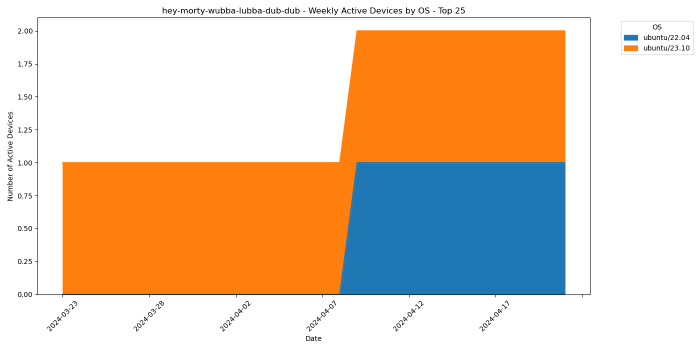 hey-morty-wubba-lubba-dub-dub - Weekly Active Devices by OS - Top 25
OS
ubuntu/22.04
ubuntu/23.10
Number of Active Devices
2.00
1.75
1.50
1.25
1.00
0.75
0.50
0.25
0.00
2024-03-23
2024-03-28
2024-04-02
2024-04-07
2024-04-12
2024-04-17
Date